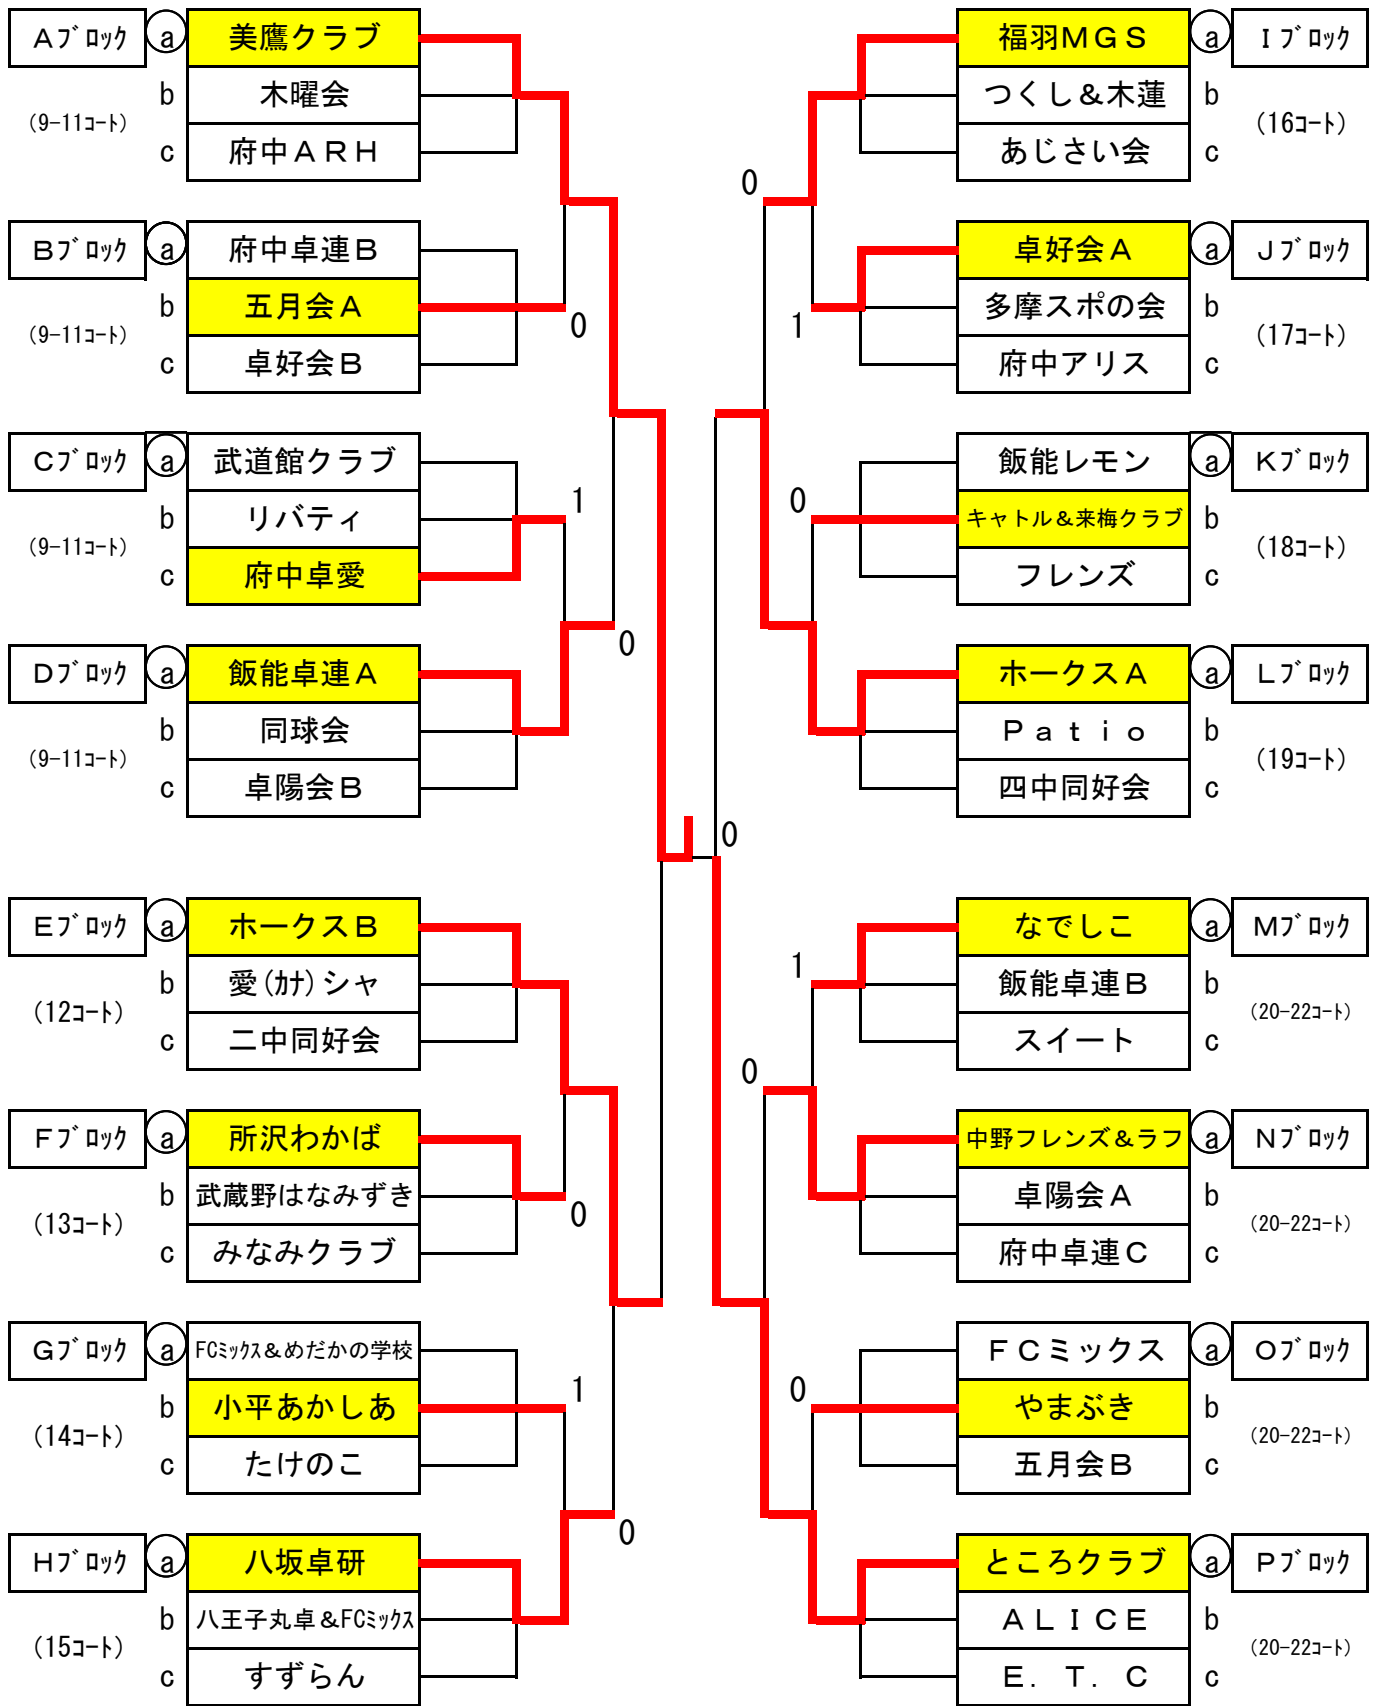 Aブロック a 美鷹クラブ
b 木曜会
(9-11コート)
c 府中ARH
Bブロック a 府中卓連B
b 五月会A
(9-11コート)
c 卓好会B
0
Cブロック a 武道館クラブ
1
b リバティ
(9-11コート)
c 府中卓愛
0
Dブロック a 飯能卓連A
b 同球会
(9-11コート)
c 卓陽会B
Eブロック a ホークスB
b 愛(カナ)シャ
(12コート)
c 二中同好会
Fブロック a 所沢わかば
b 武蔵野はなみずき
0
(13コート)
c みなみクラブ
Gブロック a FCミックス&めだかの学校
1
b 小平あかしあ
(14コート)
c たけのこ
0
Hブロック a 八坂卓研
b 八王子丸卓&FCミックス
(15コート)
c すずらん
0
福羽MGS a Iブロック
つくし&木蓮 b
(16コート)
あじさい会 c
0
卓好会A a Jブロック
多摩スポの会 b
1
(17コート)
府中アリス c
飯能レモン a Kブロック
0
キャトル&来梅クラブ b
(18コート)
フレンズ c
ホークスA a Lブロック
Patio b
(19コート)
四中同好会 c
なでしこ a Mブロック
1
飯能卓連B b
(20-22コート)
スイート c
0
中野フレンズ&ラフ a Nブロック
卓陽会A b
(20-22コート)
府中卓連C c
FCミックス a Oブロック
0
やまぶき b
(20-22コート)
五月会B c
ところクラブ a Pブロック
ALICE b
(20-22コート)
E.T.C c